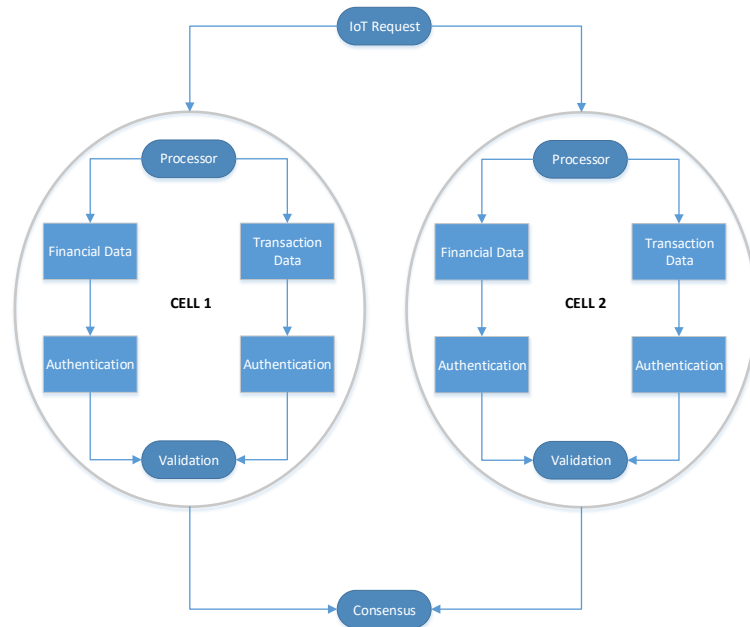 IoT Request
Processor
Financial Data
Transaction
Data
CELL 1
Authentication
Authentication
Validation
Processor
Financial Data
Transaction
Data
CELL 2
Authentication
Authentication
Validation
Consensus